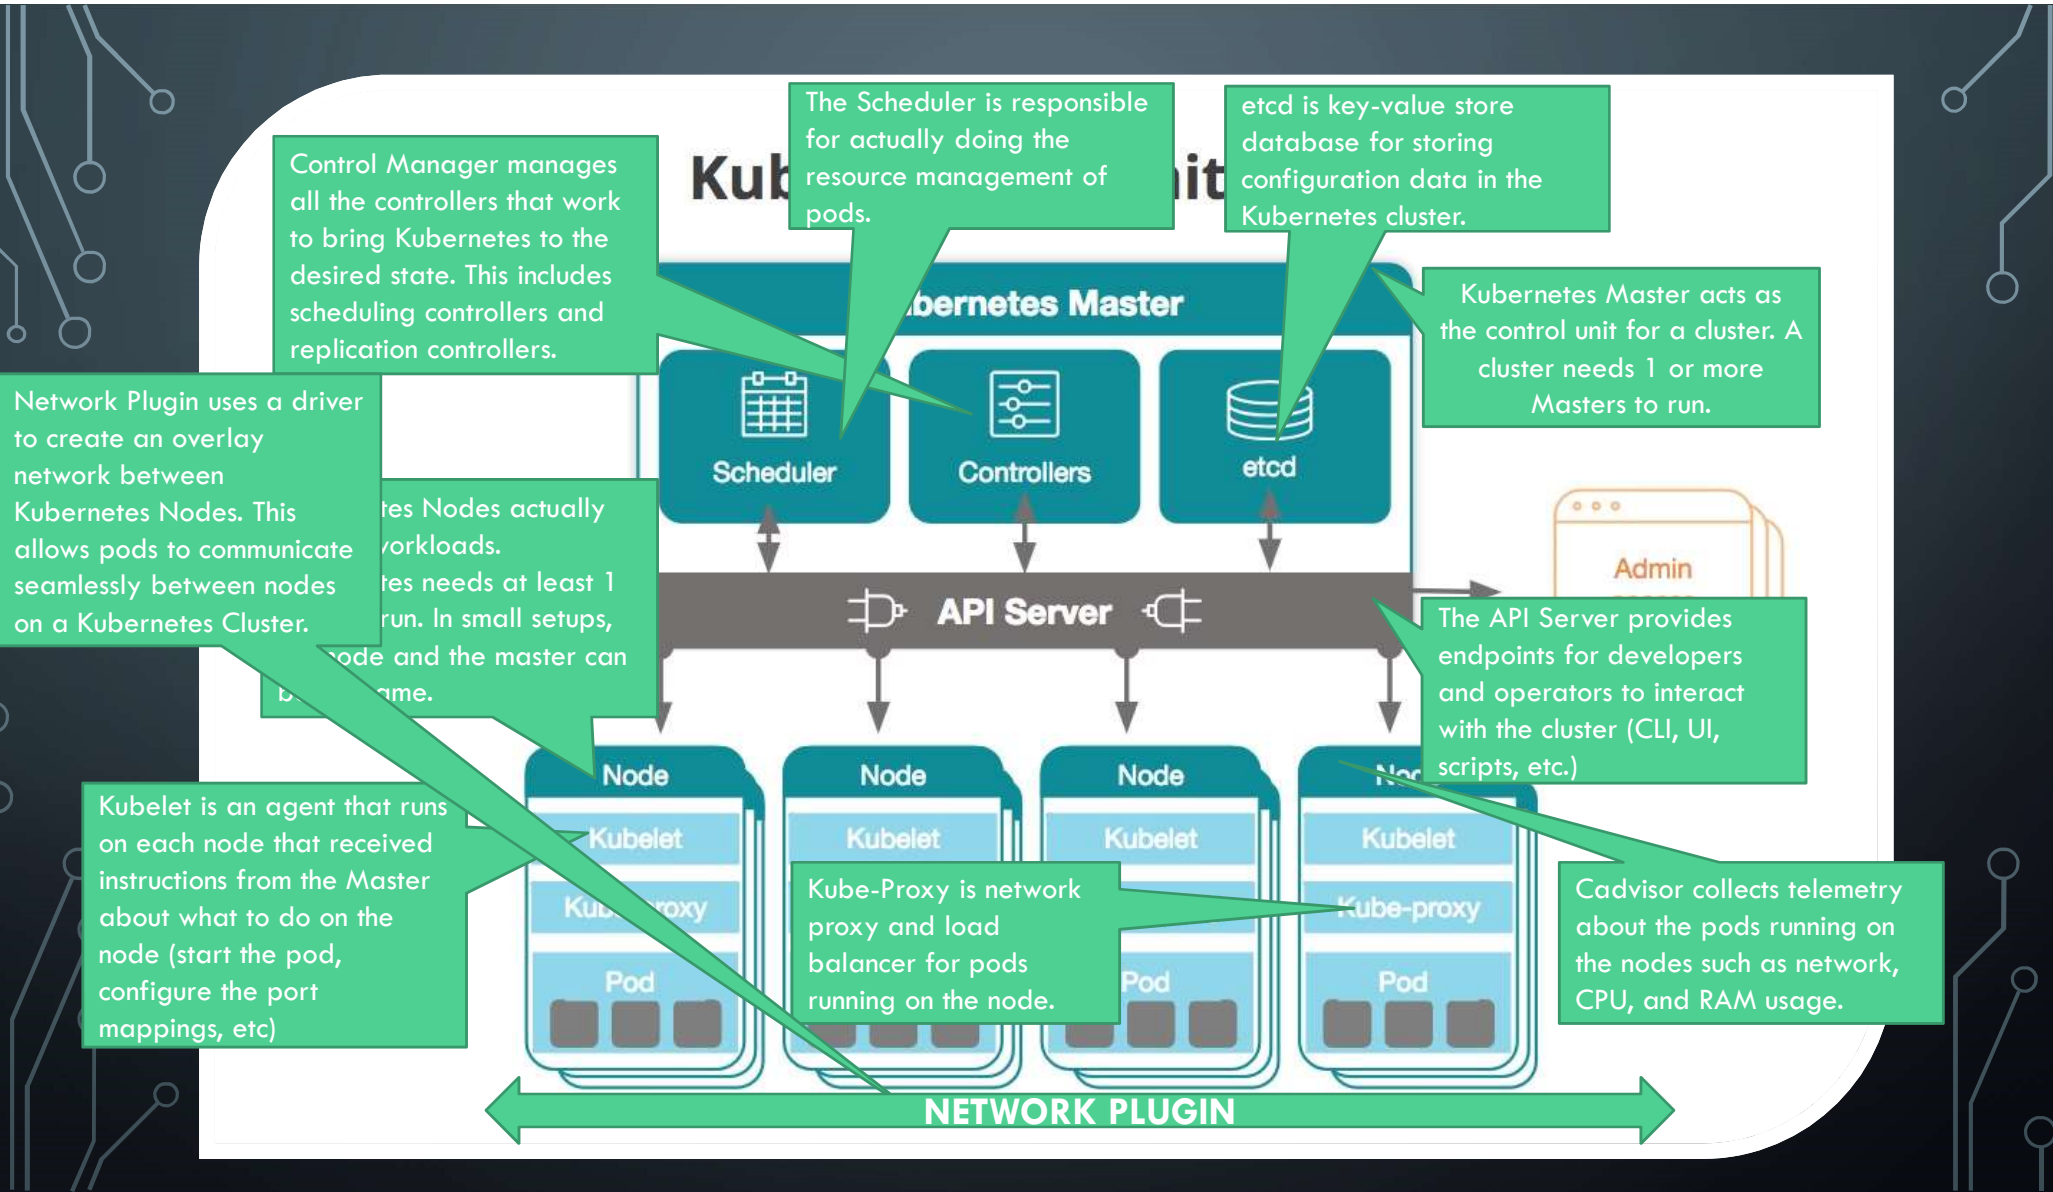 The Scheduler is responsible
for actually doing the
resource management of
pods.
etcd is key-value store
database for storing
configuration data in the
Kubernetes cluster.
Control Manager manages
all the controllers that work
to bring Kubernetes to the
desired state. This includes
scheduling controllers and
replication controllers.
Kubernetes Master acts as
the control unit for a cluster. A
cluster needs 1 or more
Masters to run.
Master
Scheduler
Controllers
etcd
Network Plugin uses a driver
to create an overlay
network between
Kubernetes Nodes. This
allows pods to communicate
seamlessly between nodes
on a Kubernetes Cluster.
Nodes actually
needs at least 1
run. In small setups,
and the master can
API Server
Admin
The API Server provides
endpoints for developers
and operators to interact
with the cluster (CLI, UI,
scripts, etc.)
Node
Node
Node
Kubelet is an agent that runs
on each node that received
instructions from the Master
about what to do on the
node (start the pod,
configure the port
mappings, etc)
Kubelet
Kubelet
Kubelet
Kubelet
Kube-Proxy is network
proxy and load
balancer for pods
running on the node.
Kube-proxy
Cadvisor collects telemetry
about the pods running on
the nodes such as network,
CPU, and RAM usage.
Pod
Pod
Pod
NETWORK PLUGIN